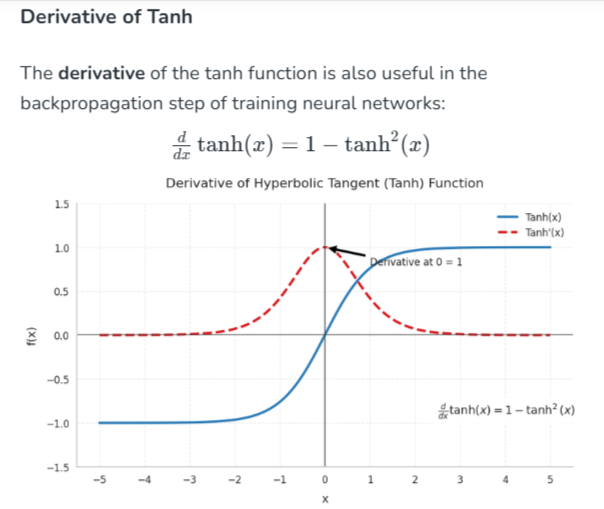 Derivative of Tanh
The derivative of the tanh function is also useful in the
backpropagation step of training neural networks:
d/dx tanh(x) = 1 − tanh²(x)
Derivative of Hyperbolic Tangent (Tanh) Function
1.5
Tanh(x)
Tanh'(x)
1.0
Derivative at 0 = 1
0.5
f(x)
0.0
−0.5
d/dx tanh(x) = 1 − tanh² (x)
−1.0
−1.5
−5 −4 −3 −2 −1 0 1 2 3 4 5
x